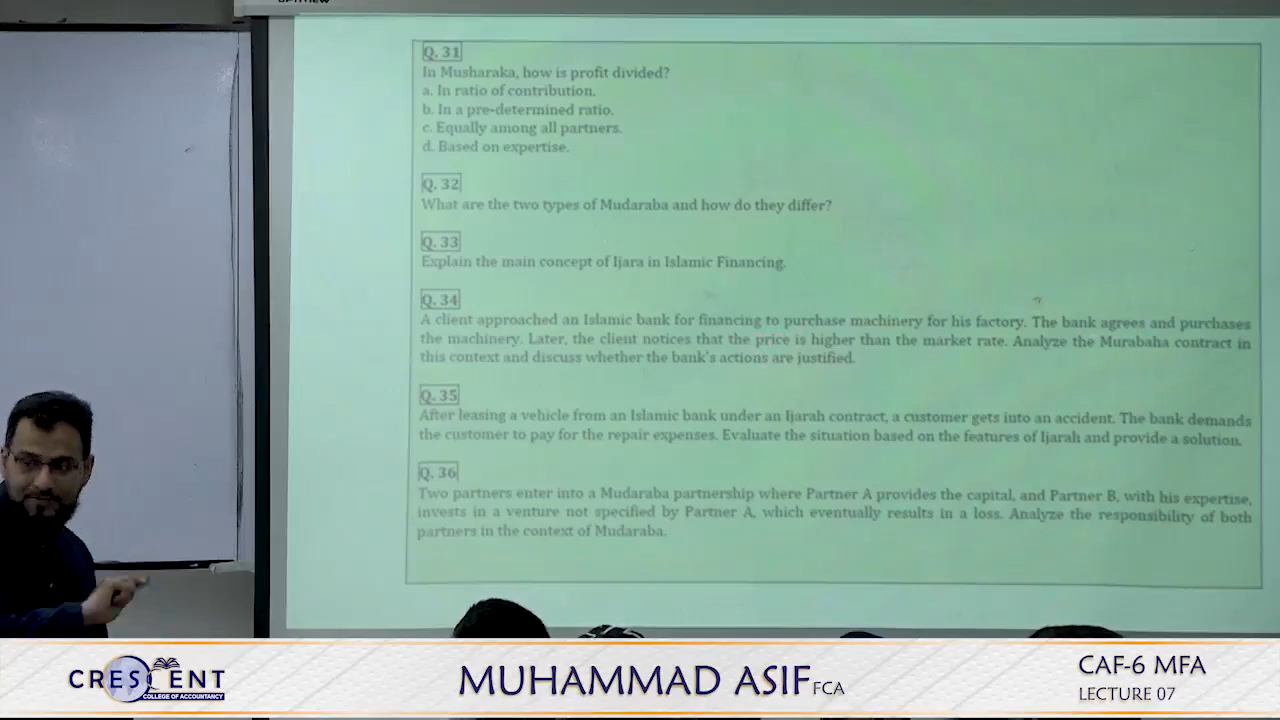 Q. 31
In Musharaka, how is profit divided?
a. In ratio of contribution.
b. In a pre-determined ratio.
c. Equally among all partners.
d. Based on expertise.
Q. 32
What are the two types of Mudaraba and how do they differ?
Q. 33
Explain the main concept of Ijara in Islamic Financing.
Q. 34
A client approached an Islamic bank for financing to purchase machinery for his factory. The bank agrees and purchases
the machinery. Later, the client notices that the price is higher than the market rate. Analyze the Murabaha contract in
this context and discuss whether the bank's actions are justified.
Q. 35
After leasing a vehicle from an Islamic bank under an Ijarah contract, a customer gets into an accident. The bank demands
the customer to pay for the repair expenses. Evaluate the situation based on the features of Ijarah and provide a solution.
Q. 36
Two partners enter into a Mudaraba partnership where Partner A provides the capital, and Partner B, with his expertise,
invests in a venture not specified by Partner A, which eventually results in a loss. Analyze the responsibility of both
partners in the context of Mudaraba.
CRESCENT
COLLEGE OF ACCOUNTANCY
MUHAMMAD ASIF FCA
CAF-6 MFA
LECTURE 07